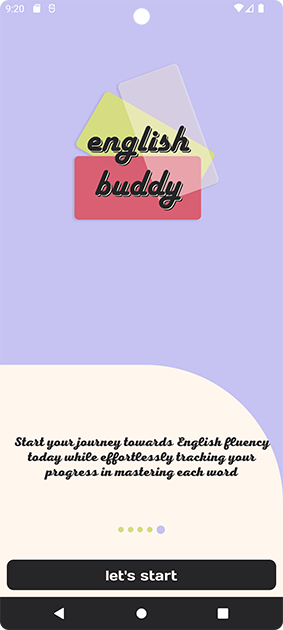 9:20
english
buddy
Start your journey towards English fluency
today while effortlessly tracking your
progress in mastering each word
let's start